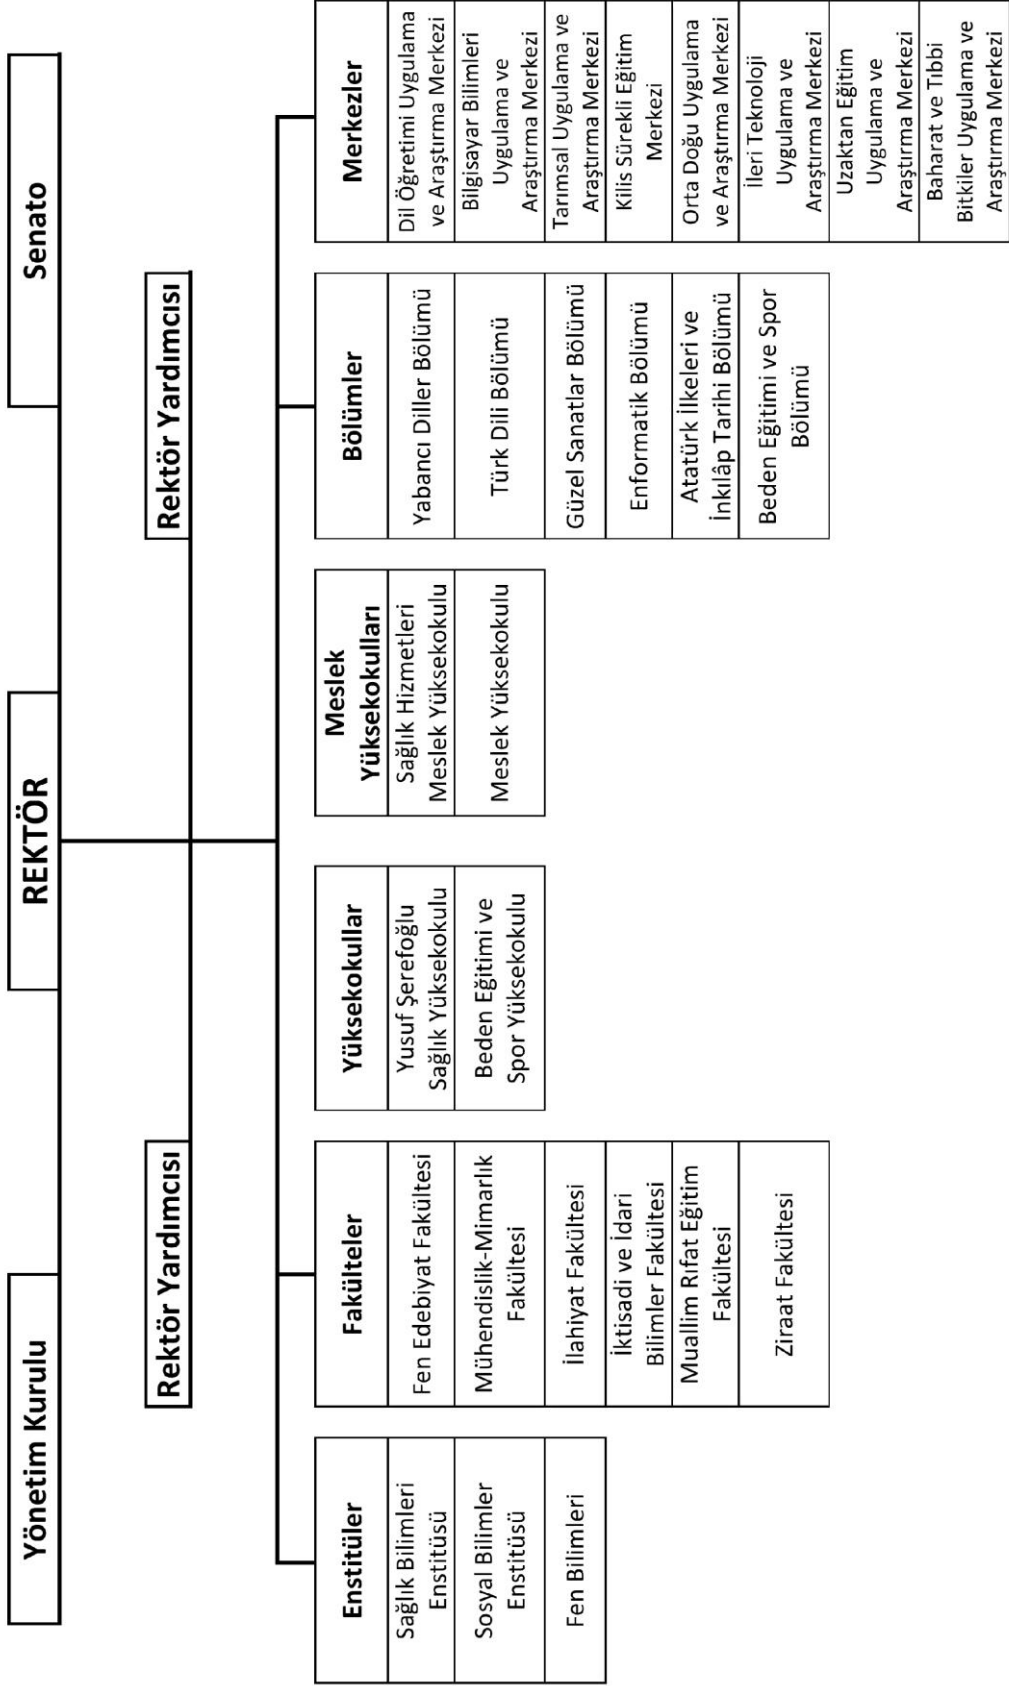 Yönetim Kurulu
REKTÖR
Senato
Rektör Yardımcısı
Rektör Yardımcısı
Enstitüler
Sağlık Bilimleri
Enstitüsü
Sosyal Bilimler
Enstitüsü
Fen Bilimleri
Fakülteler
Fen Edebiyat Fakültesi
Mühendislik-Mimarlık
Fakültesi
İlahiyat Fakültesi
İktisadi ve İdari
Bilimler Fakültesi
Muallim Rıfat Eğitim
Fakültesi
Ziraat Fakültesi
Yüksekokullar
Yusuf Şerefoğlu
Sağlık Yüksekokulu
Beden Eğitimi ve
Spor Yüksekokulu
Meslek
Yüksekokulları
Sağlık Hizmetleri
Meslek Yüksekokulu
Meslek Yüksekokulu
Bölümler
Yabancı Diller Bölümü
Türk Dili Bölümü
Güzel Sanatlar Bölümü
Enformatik Bölümü
Atatürk İlkeleri ve
İnkılâp Tarihi Bölümü
Beden Eğitimi ve Spor
Bölümü
Merkezler
Dil Öğretimi Uygulama
ve Araştırma Merkezi
Bilgisayar Bilimleri
Uygulama ve
Araştırma Merkezi
Tarımsal Uygulama ve
Araştırma Merkezi
Kilis Sürekli Eğitim
Merkezi
Orta Doğu Uygulama
ve Araştırma Merkezi
İleri Teknoloji
Uygulama ve
Araştırma Merkezi
Uzaktan Eğitim
Uygulama ve
Araştırma Merkezi
Baharat ve Tıbbi
Bitkiler Uygulama ve
Araştırma Merkezi